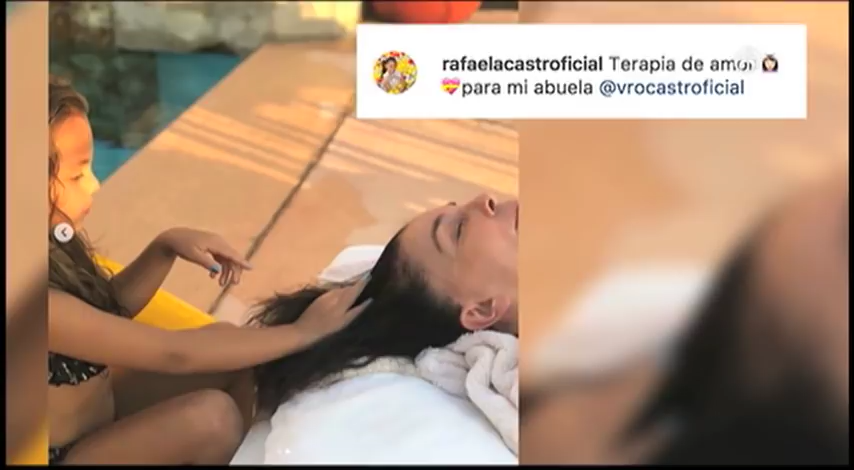 rafaelacastroficial Terapia de amor 💆🏻‍♀️
💝para mi abuela @vrocastroficial